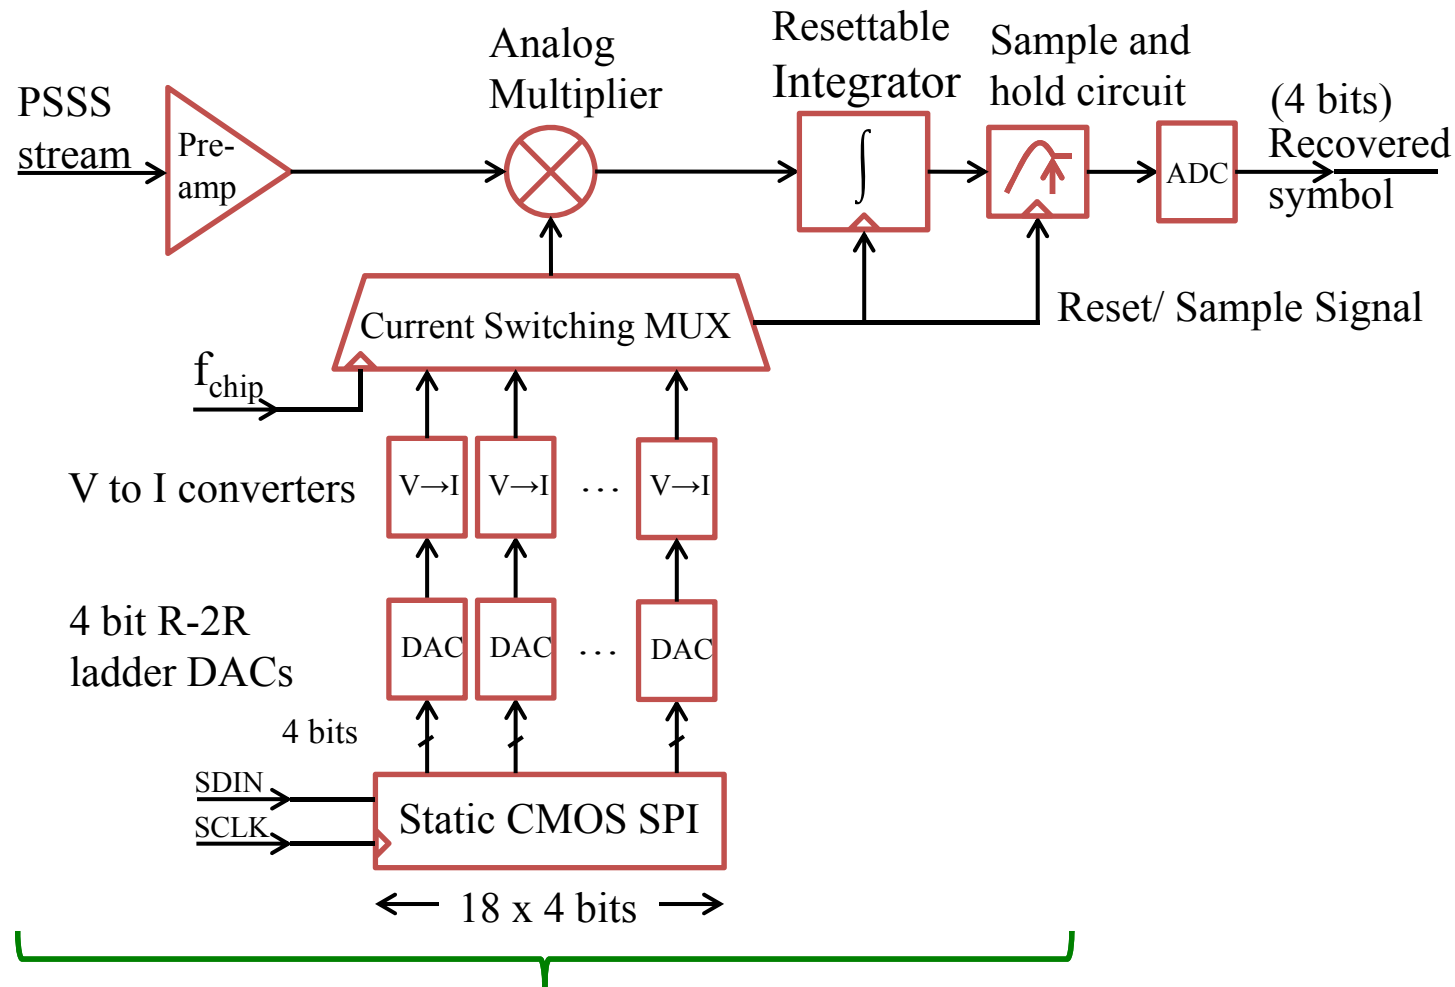 PSSS
stream
Pre-
amp
Analog
Multiplier
Resettable
Integrator
∫
Sample and
hold circuit
ADC
(4 bits)
Recovered
symbol
Current Switching MUX
Reset/ Sample Signal
f_chip
V to I converters
V→I
V→I
...
V→I
4 bit R-2R
ladder DACs
DAC
DAC
...
DAC
4 bits
SDIN
SCLK
Static CMOS SPI
18 x 4 bits